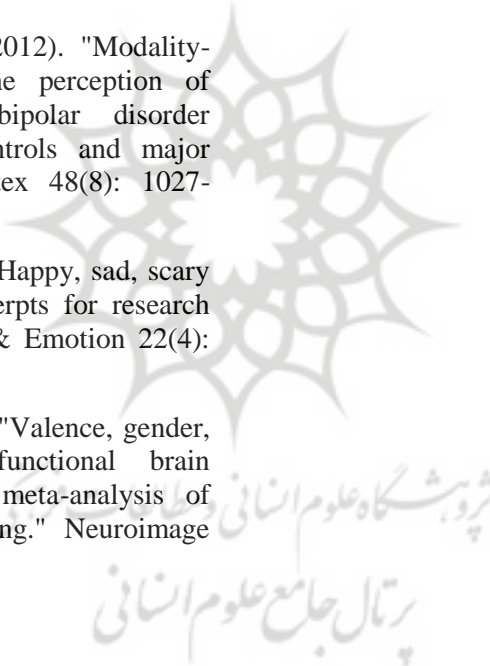 2012). "Modality-
ne perception of
bipolar disorder
ntrols and major
tex 48(8): 1027-
Happy, sad, scary
erpts for research
& Emotion 22(4):
"Valence, gender,
functional brain
meta-analysis of
ng." Neuroimage
پژوهشگاه علوم انسانی و مطالعات فرهنگی
پرتال جامع علوم انسانی